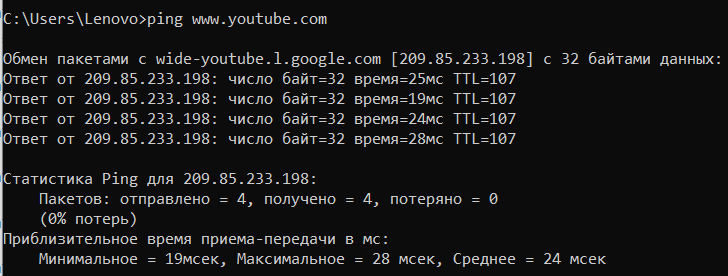 C:\Users\Lenovo>ping www.youtube.com
Обмен пакетами с wide-youtube.l.google.com [209.85.233.198] с 32 байтами данных:
Ответ от 209.85.233.198: число байт=32 время=25мс TTL=107
Ответ от 209.85.233.198: число байт=32 время=19мс TTL=107
Ответ от 209.85.233.198: число байт=32 время=24мс TTL=107
Ответ от 209.85.233.198: число байт=32 время=28мс TTL=107
Статистика Ping для 209.85.233.198:
Пакетов: отправлено = 4, получено = 4, потеряно = 0
(0% потерь)
Приблизительное время приема-передачи в мс:
Минимальное = 19мсек, Максимальное = 28 мсек, Среднее = 24 мсек